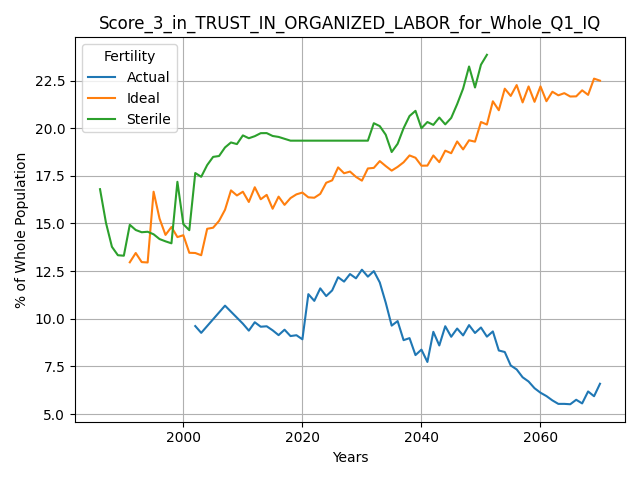 Score_3_in_TRUST_IN_ORGANIZED_LABOR_for_Whole_Q1_IQ
Fertility
Actual
Ideal
Sterile
% of Whole Population
22.5
20.0
17.5
15.0
12.5
10.0
7.5
5.0
2000 2020 2040 2060
Years